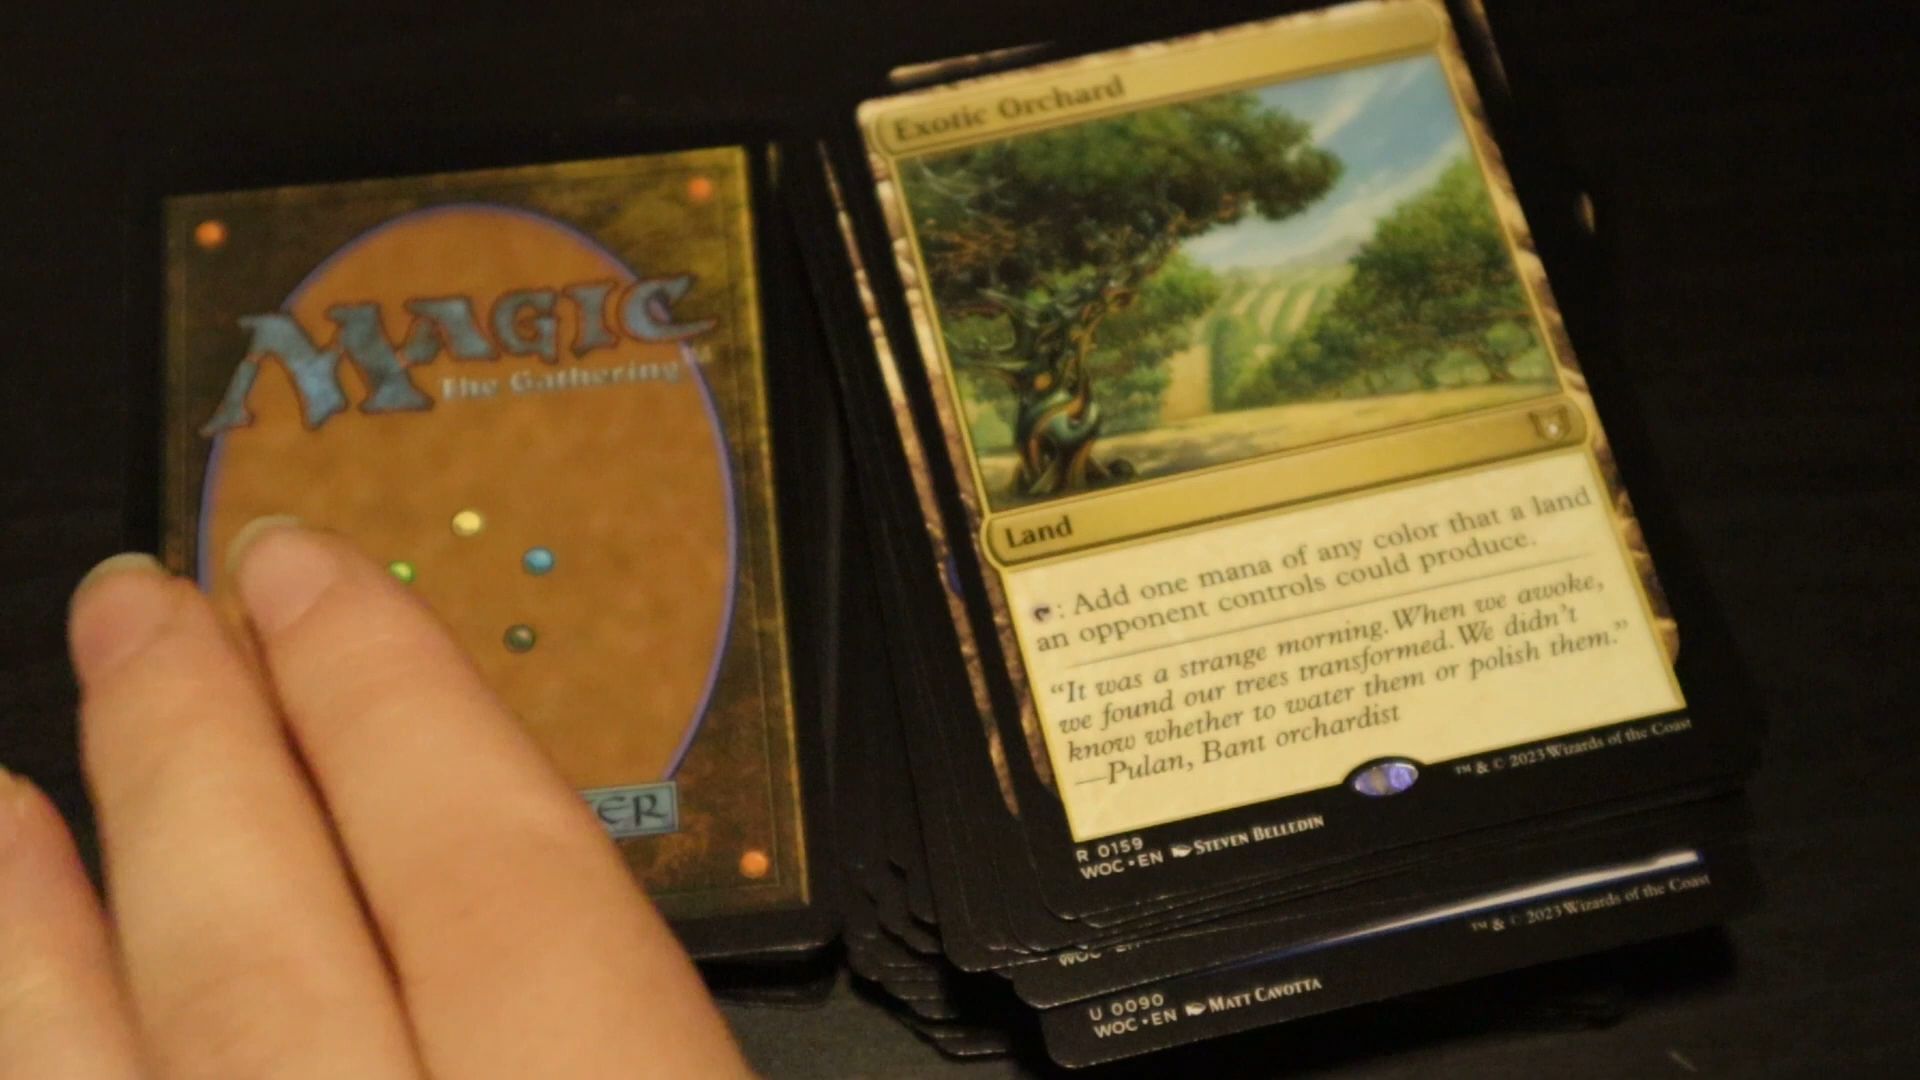 MAGIC
The Gathering
ER
Exotic Orchard
Land
: Add one mana of any color that a land
an opponent controls could produce.
“It was a strange morning. When we awoke,
we found our trees transformed. We didn’t
know whether to water them or polish them.”
—Pulan, Bant orchardist
™ & © 2023 Wizards of the Coast
R 0159
WOC • EN STEVEN BELLEDIN
™ & © 2023 Wizards of the Coast
WOC • EN
U 0090
WOC • EN MATT CAVOTTA